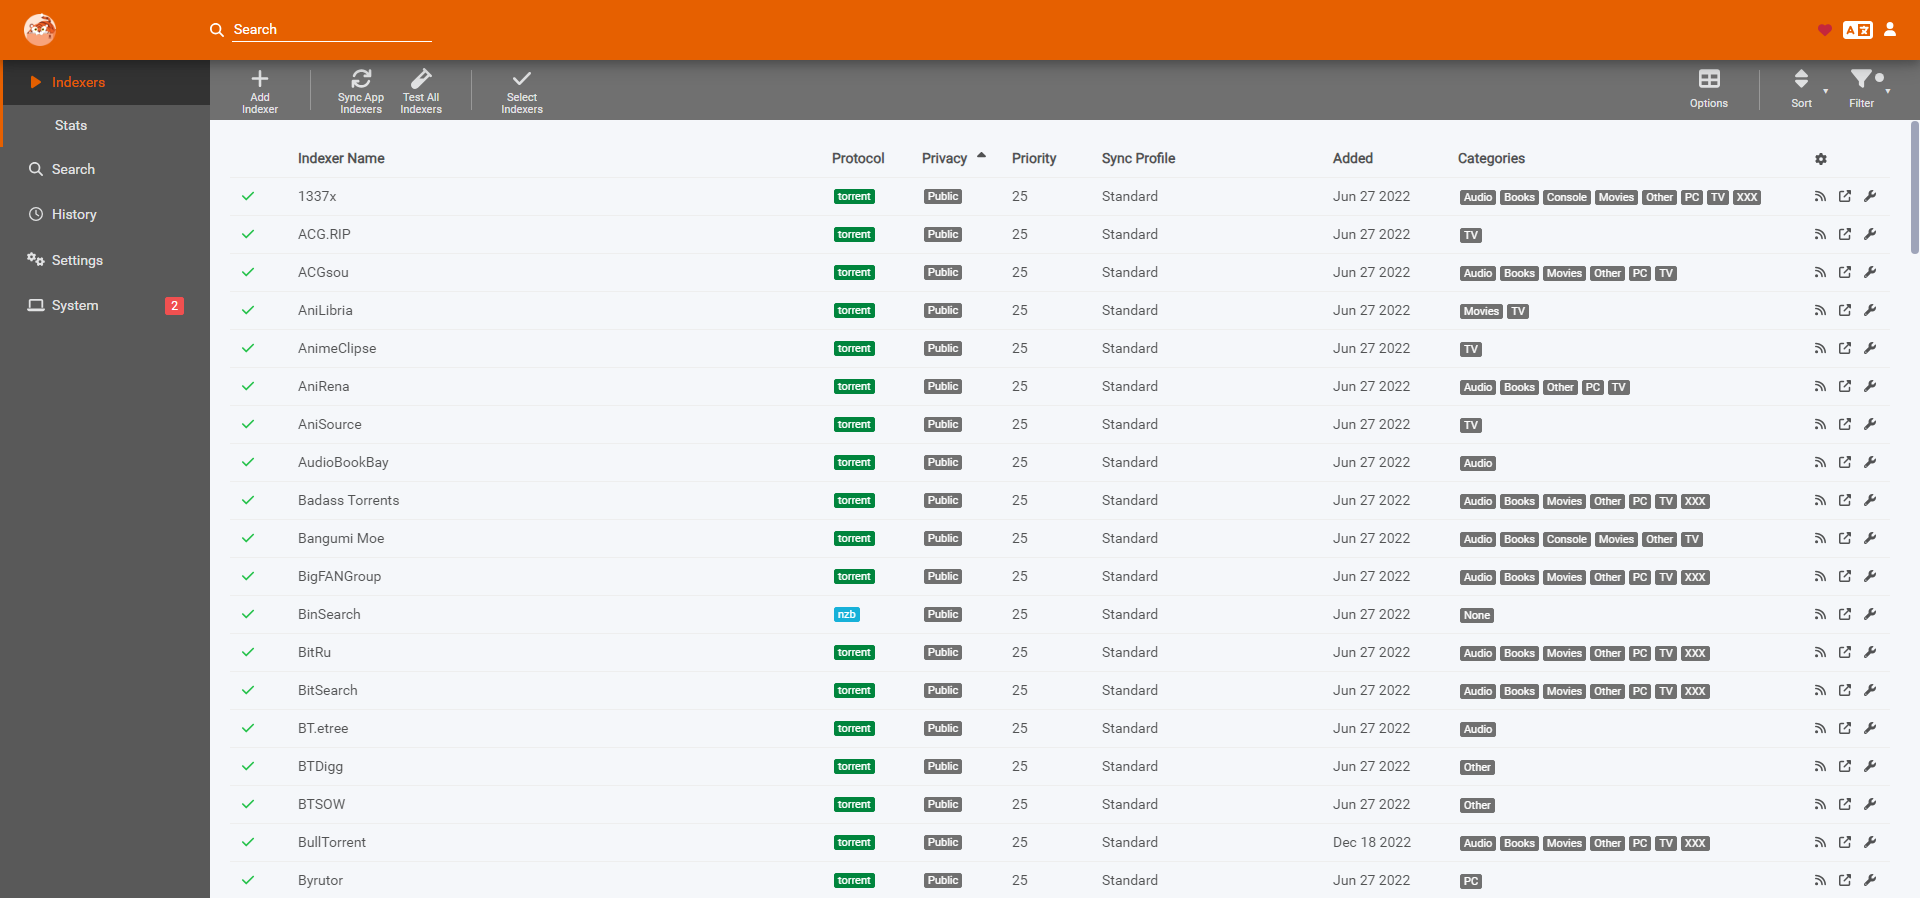 Search
A
Indexers
Stats
Search
History
Settings
System 2
Add Indexer
Sync App Indexers
Test All Indexers
Select Indexers
Options
Sort
Filter
Indexer Name Protocol Privacy Priority Sync Profile Added Categories
1337x torrent Public 25 Standard Jun 27 2022 Audio Books Console Movies Other PC TV XXX
ACG.RIP torrent Public 25 Standard Jun 27 2022 TV
ACGsou torrent Public 25 Standard Jun 27 2022 Audio Books Movies Other PC TV
AniLibria torrent Public 25 Standard Jun 27 2022 Movies TV
AnimeClipse torrent Public 25 Standard Jun 27 2022 TV
AniRena torrent Public 25 Standard Jun 27 2022 Audio Books Other PC TV
AniSource torrent Public 25 Standard Jun 27 2022 TV
AudioBookBay torrent Public 25 Standard Jun 27 2022 Audio
Badass Torrents torrent Public 25 Standard Jun 27 2022 Audio Books Movies Other PC TV XXX
Bangumi Moe torrent Public 25 Standard Jun 27 2022 Audio Books Console Movies Other TV
BigFANGroup torrent Public 25 Standard Jun 27 2022 Audio Books Movies Other PC TV XXX
BinSearch nzb Public 25 Standard Jun 27 2022 None
BitRu torrent Public 25 Standard Jun 27 2022 Audio Books Movies Other PC TV XXX
BitSearch torrent Public 25 Standard Jun 27 2022 Audio Books Movies Other PC TV XXX
BT.etree torrent Public 25 Standard Jun 27 2022 Audio
BTDigg torrent Public 25 Standard Jun 27 2022 Other
BTSOW torrent Public 25 Standard Jun 27 2022 Other
BullTorrent torrent Public 25 Standard Dec 18 2022 Audio Books Movies Other PC TV XXX
Byrutor torrent Public 25 Standard Jun 27 2022 PC